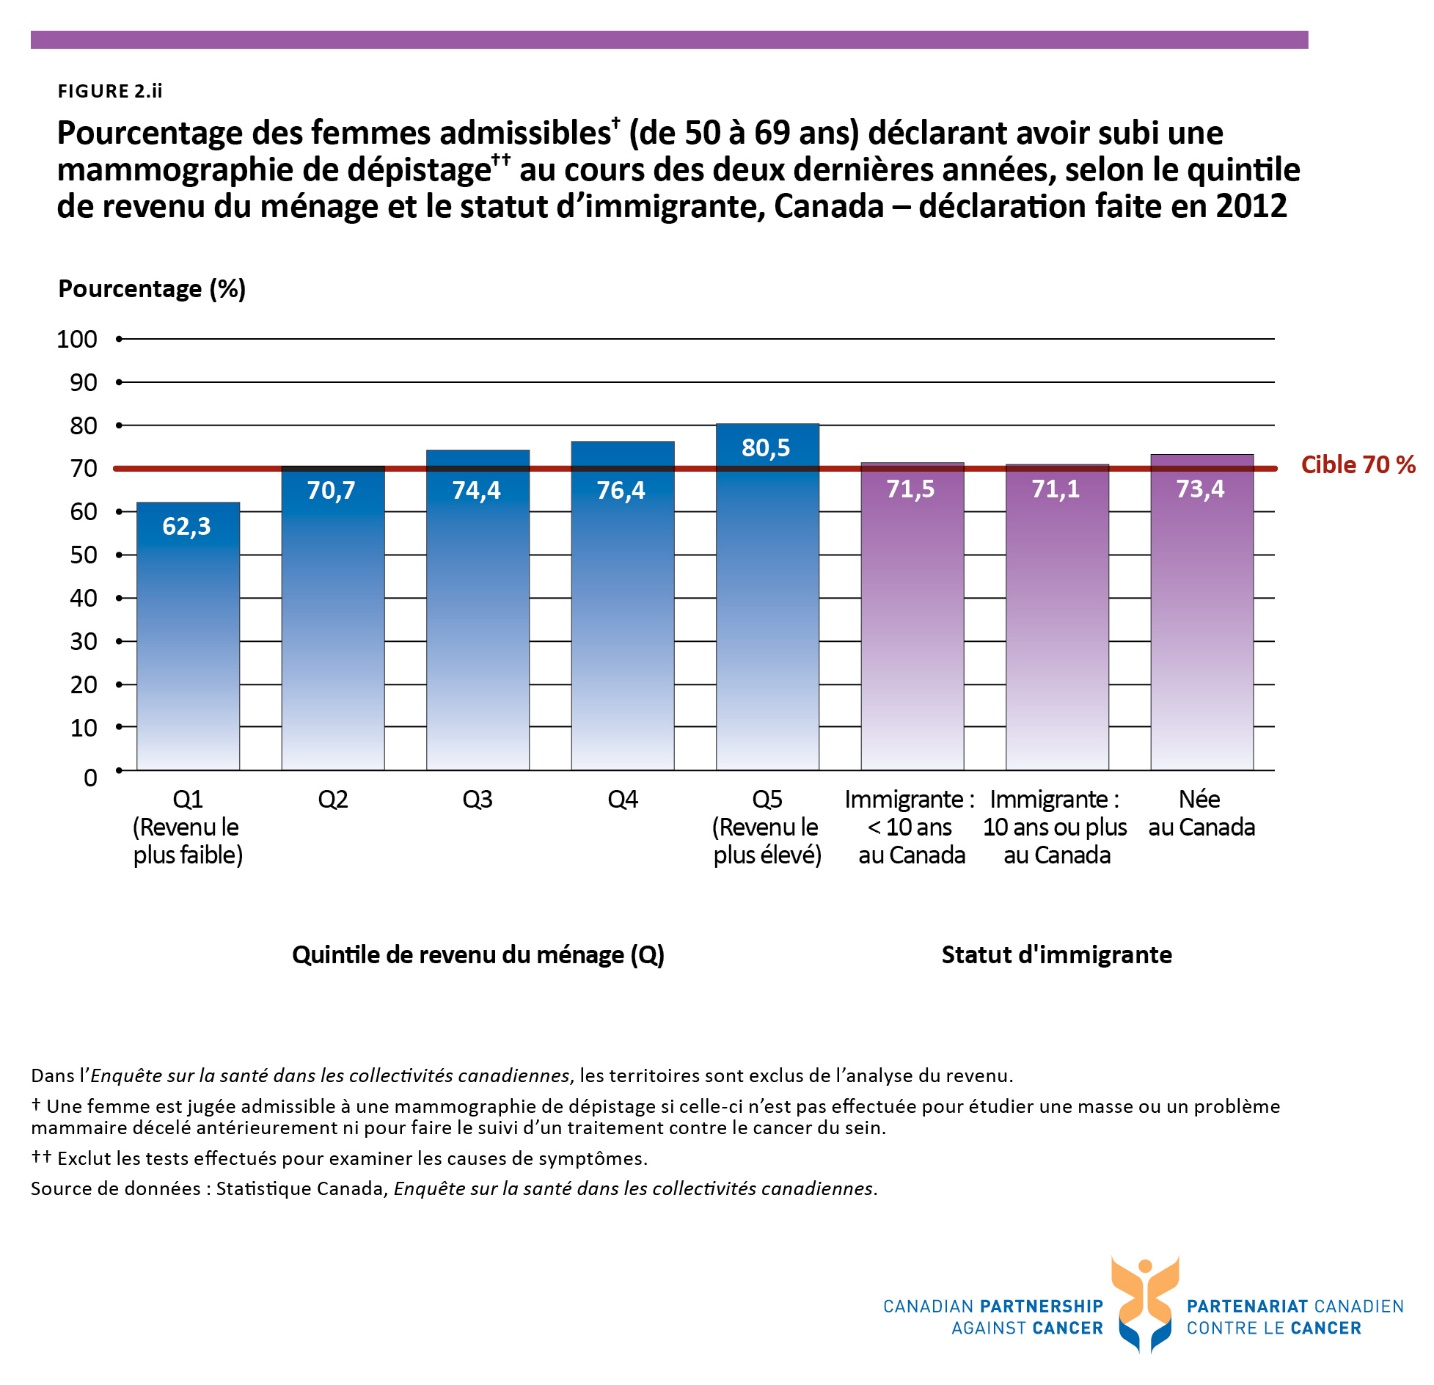 FIGURE 2.ii
Pourcentage des femmes admissibles† (de 50 à 69 ans) déclarant avoir subi une
mammographie de dépistage†† au cours des deux dernières années, selon le quintile
de revenu du ménage et le statut d’immigrante, Canada – déclaration faite en 2012
Pourcentage (%)
100
90
80
70
60
50
40
30
20
10
0
62,3
70,7
74,4
76,4
80,5
71,5
71,1
73,4
Cible 70 %
Q1
(Revenu le
plus faible)
Q2
Q3
Q4
Q5
(Revenu le
plus élevé)
Immigrante :
< 10 ans
au Canada
Immigrante :
10 ans ou plus
au Canada
Née
au Canada
Quintile de revenu du ménage (Q)
Statut d'immigrante
Dans l’Enquête sur la santé dans les collectivités canadiennes, les territoires sont exclus de l’analyse du revenu.
† Une femme est jugée admissible à une mammographie de dépistage si celle-ci n’est pas effectuée pour étudier une masse ou un problème
mammaire décelé antérieurement ni pour faire le suivi d’un traitement contre le cancer du sein.
†† Exclut les tests effectués pour examiner les causes de symptômes.
Source de données : Statistique Canada, Enquête sur la santé dans les collectivités canadiennes.
CANADIAN PARTNERSHIP
AGAINST CANCER
PARTENARIAT CANADIEN
CONTRE LE CANCER